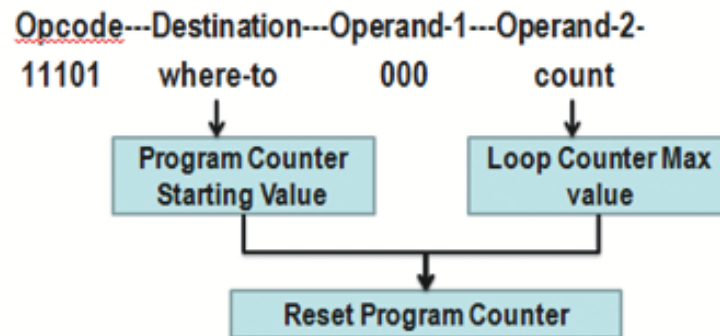 Opcode---Destination---Operand-1---Operand-2-
11101 where-to 000 count
Program Counter
Starting Value
Loop Counter Max
value
Reset Program Counter